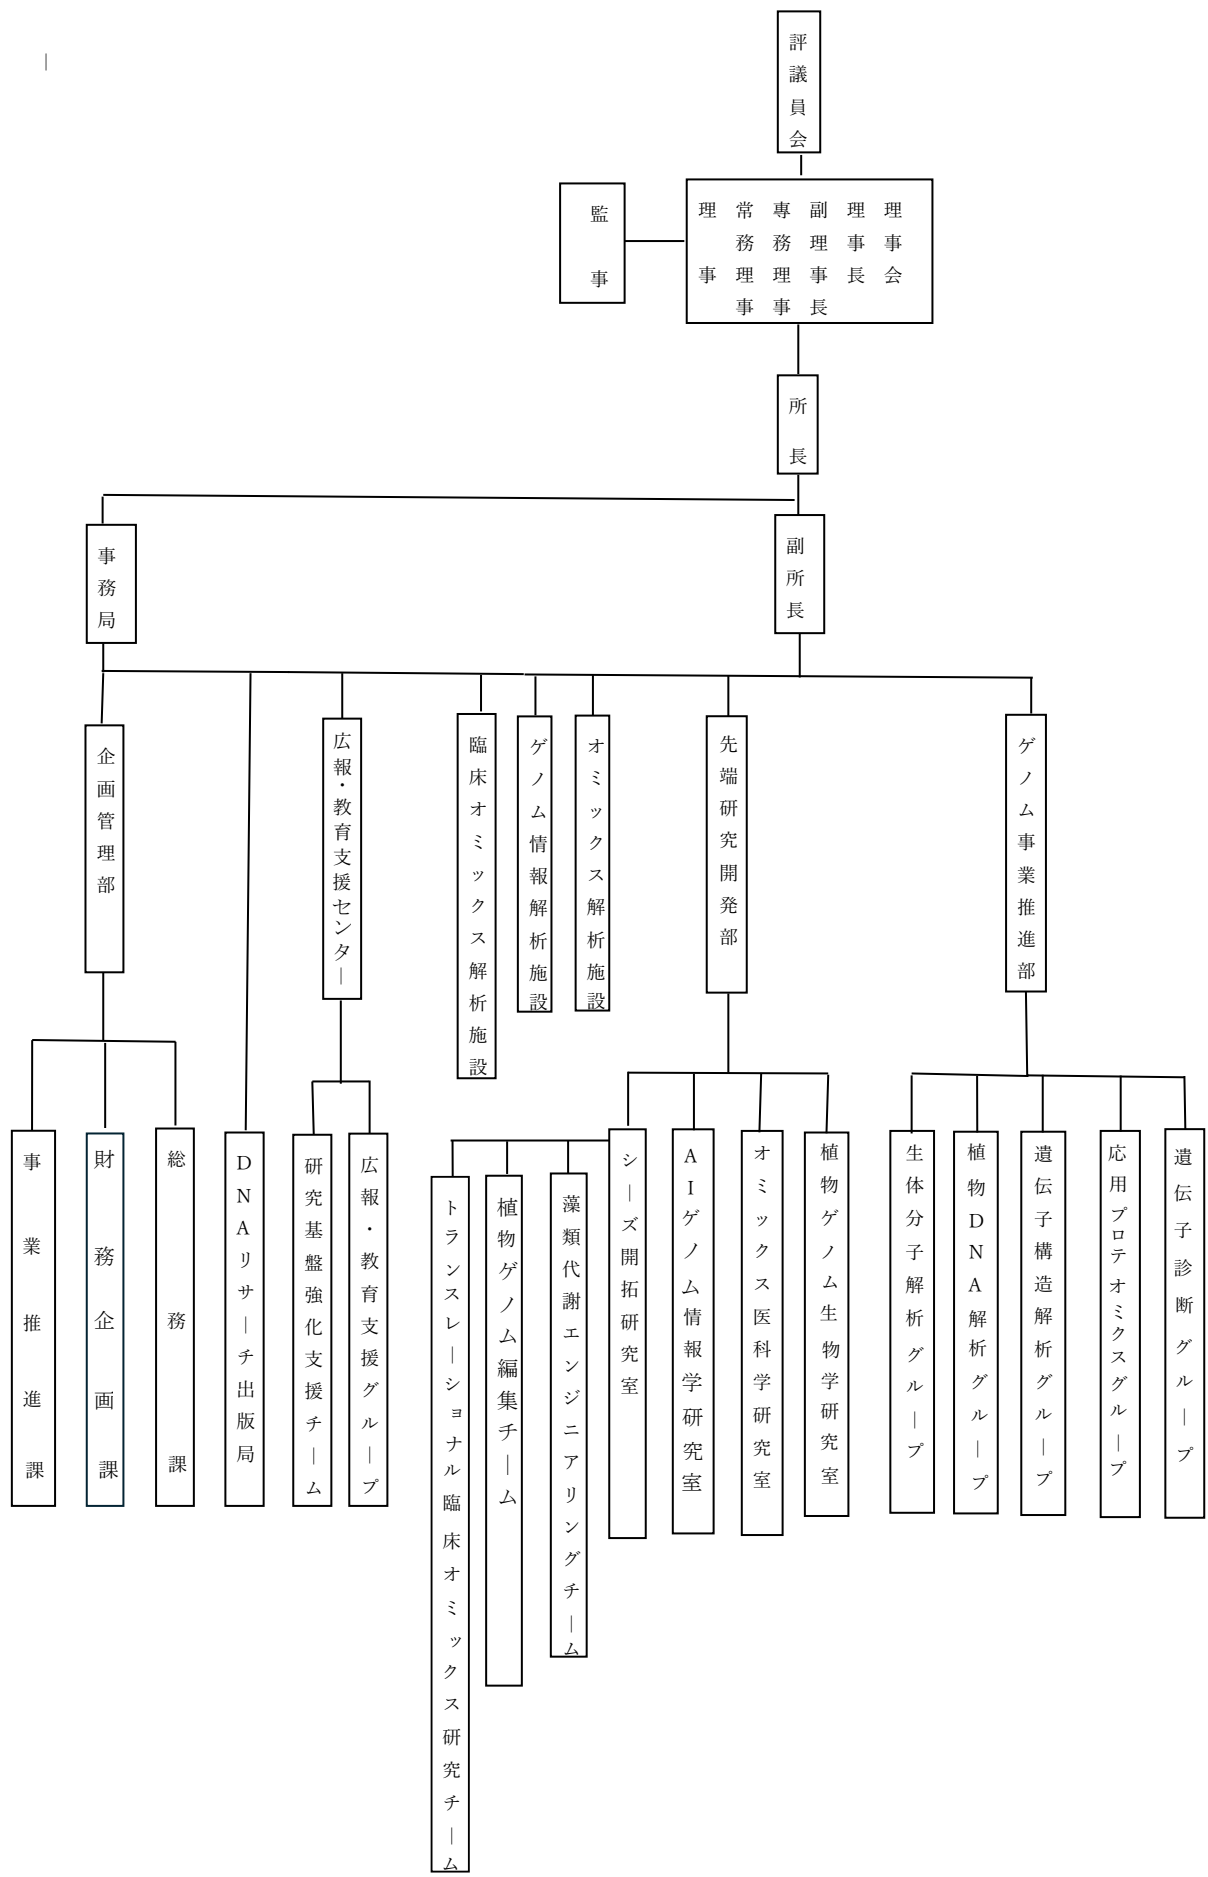 評議員会
理事会
理事長
副理事長
専務理事
常務理事
理事
監事
所長
副所長
事務局
ゲノム事業推進部
先端研究開発部
オミックス解析施設
ゲノム情報解析施設
臨床オミックス解析施設
広報・教育支援センター
企画管理部
遺伝子診断グループ
応用プロテオミクスグループ
遺伝子構造解析グループ
植物DNA解析グループ
生体分子解析グループ
植物ゲノム生物学研究室
オミックス医科学研究室
AIゲノム情報学研究室
シーズ開拓研究室
藻類代謝エンジニアリングチーム
植物ゲノム編集チーム
トランスレーショナル臨床オミックス研究チーム
広報・教育支援グループ
研究基盤強化支援チーム
DNAリサーチ出版局
総務課
財務企画課
事業推進課